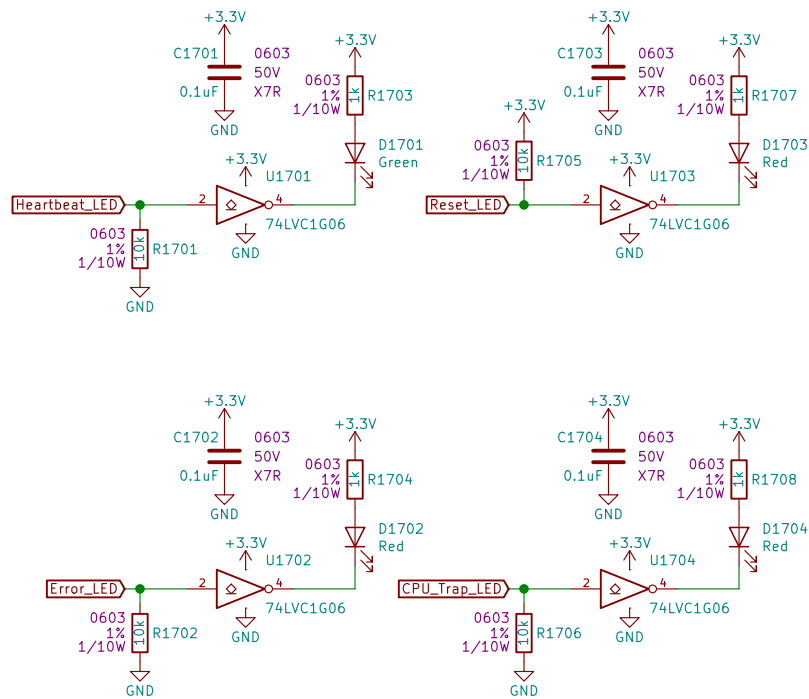 +3.3V
C1701
0603
50V
X7R
0.1uF
GND
+3.3V
0603
1%
1/10W
1k
R1703
D1701
Green
+3.3V
U1701
Heartbeat_LED
2
4
74LVC1G06
GND
0603
1%
1/10W
10k
R1701
GND
+3.3V
C1703
0603
50V
X7R
0.1uF
GND
+3.3V
0603
1%
1/10W
1k
R1707
D1703
Red
+3.3V
0603
1%
1/10W
10k
R1705
+3.3V
U1703
Reset_LED
2
4
74LVC1G06
GND
+3.3V
C1702
0603
50V
X7R
0.1uF
GND
+3.3V
0603
1%
1/10W
1k
R1704
D1702
Red
+3.3V
U1702
Error_LED
2
4
74LVC1G06
GND
0603
1%
1/10W
10k
R1702
GND
+3.3V
C1704
0603
50V
X7R
0.1uF
GND
+3.3V
0603
1%
1/10W
1k
R1708
D1704
Red
+3.3V
U1704
CPU_Trap_LED
2
4
74LVC1G06
GND
0603
1%
1/10W
10k
R1706
GND